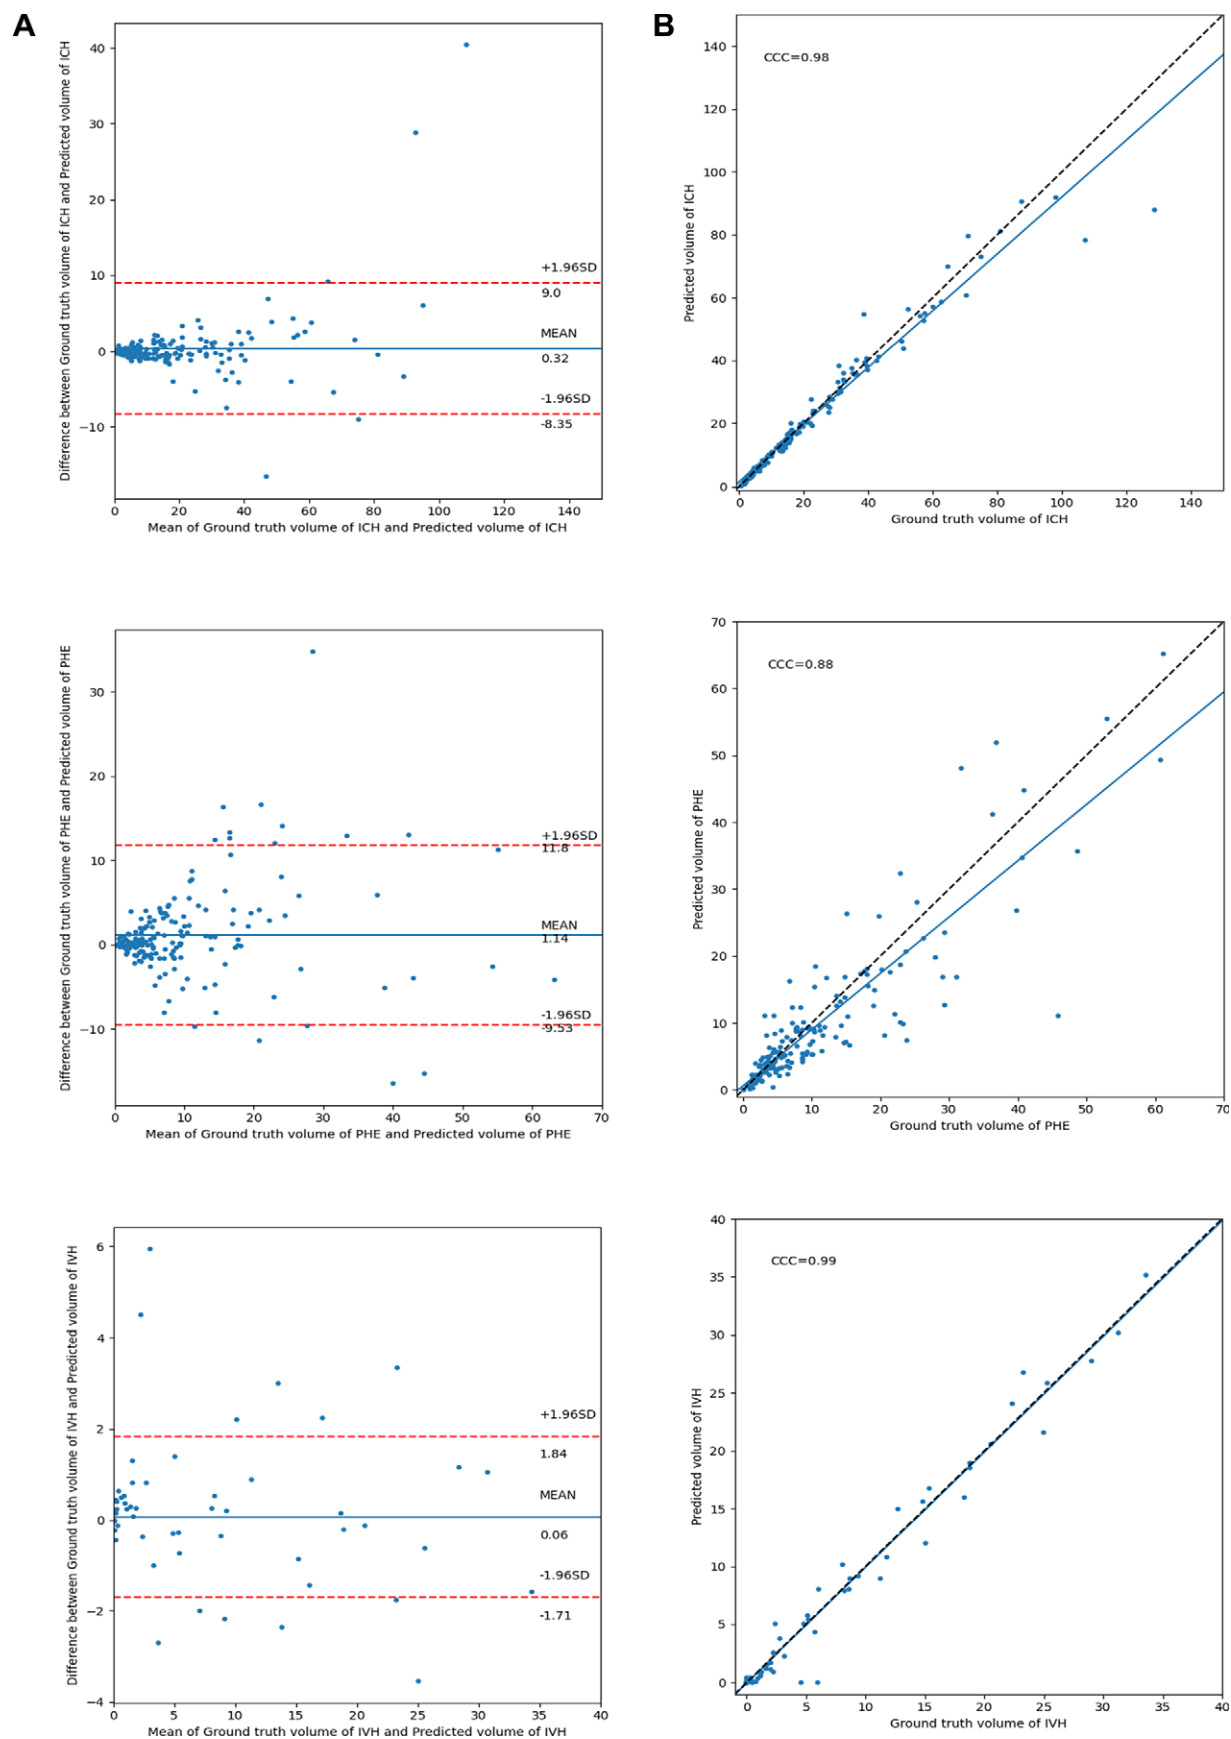 A
Difference between Ground truth volume of ICH and Predicted volume of ICH
40
30
20
10
0
−10
+1.96SD
9.0
MEAN
0.32
-1.96SD
-8.35
0 20 40 60 80 100 120 140
Mean of Ground truth volume of ICH and Predicted volume of ICH
B
Predicted volume of ICH
140
120
100
80
60
40
20
0
CCC=0.98
0 20 40 60 80 100 120 140
Ground truth volume of ICH
Difference between Ground truth volume of PHE and Predicted volume of PHE
30
20
10
0
−10
+1.96SD
11.8
MEAN
1.14
-1.96SD
-9.53
0 10 20 30 40 50 60 70
Mean of Ground truth volume of PHE and Predicted volume of PHE
Predicted volume of PHE
70
60
50
40
30
20
10
0
CCC=0.88
0 10 20 30 40 50 60 70
Ground truth volume of PHE
Difference between Ground truth volume of IVH and Predicted volume of IVH
6
4
2
0
−2
−4
+1.96SD
1.84
MEAN
0.06
-1.96SD
-1.71
0 5 10 15 20 25 30 35 40
Mean of Ground truth volume of IVH and Predicted volume of IVH
Predicted volume of IVH
40
35
30
25
20
15
10
5
0
CCC=0.99
0 5 10 15 20 25 30 35 40
Ground truth volume of IVH